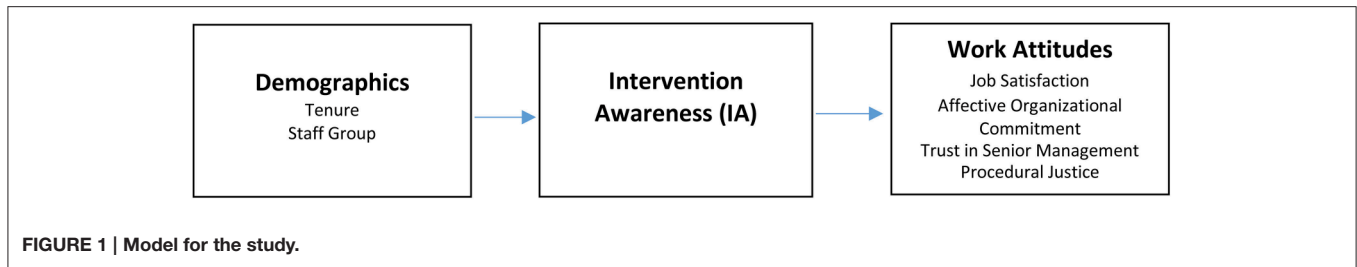 Demographics
Tenure
Staff Group
Intervention
Awareness (IA)
Work Attitudes
Job Satisfaction
Affective Organizational
Commitment
Trust in Senior Management
Procedural Justice
FIGURE 1 | Model for the study.